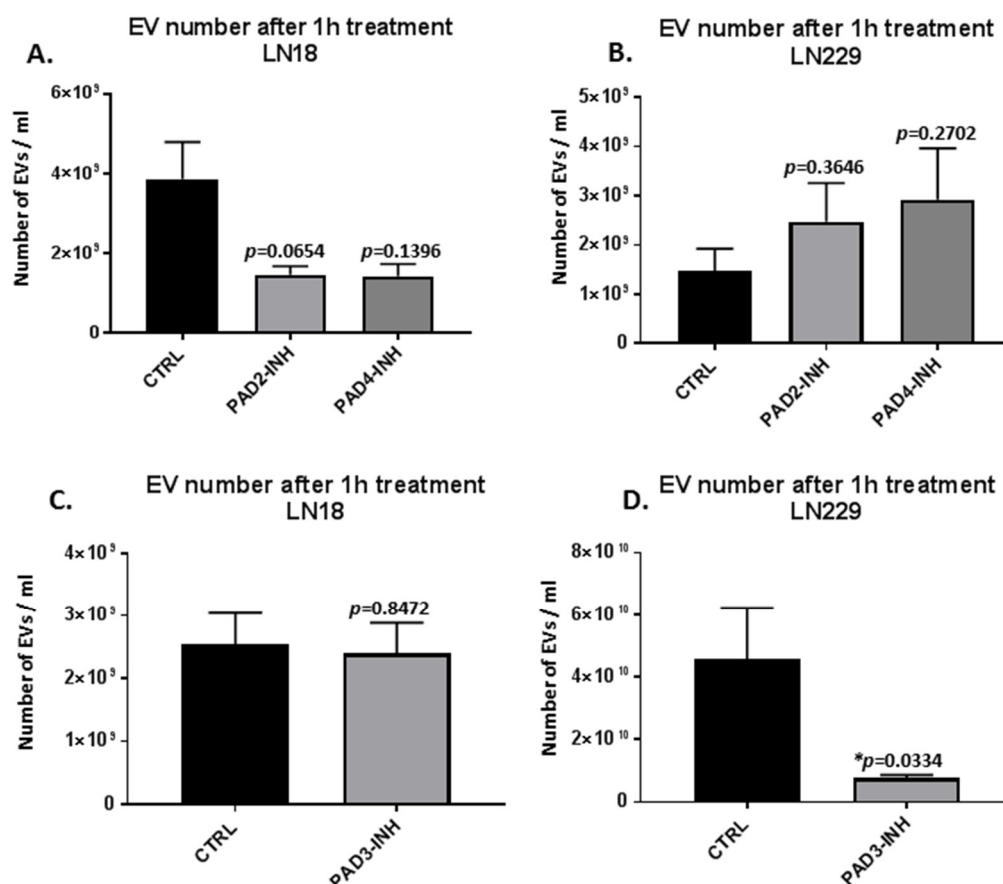 EV number after 1h treatment
LN18
A.
Number of EVs / ml
6×10⁹
4×10⁹
2×10⁹
0
p=0.0654
p=0.1396
CTRL
PAD2-INH
PAD4-INH
EV number after 1h treatment
LN229
B.
Number of EVs / ml
5×10⁹
4×10⁹
3×10⁹
2×10⁹
1×10⁹
0
p=0.3646
p=0.2702
CTRL
PAD2-INH
PAD4-INH
EV number after 1h treatment
LN18
C.
Number of EVs / ml
4×10⁹
3×10⁹
2×10⁹
1×10⁹
0
p=0.8472
CTRL
PAD3-INH
EV number after 1h treatment
LN229
D.
Number of EVs / ml
8×10¹⁰
6×10¹⁰
4×10¹⁰
2×10¹⁰
0
*p=0.0334
CTRL
PAD3-INH